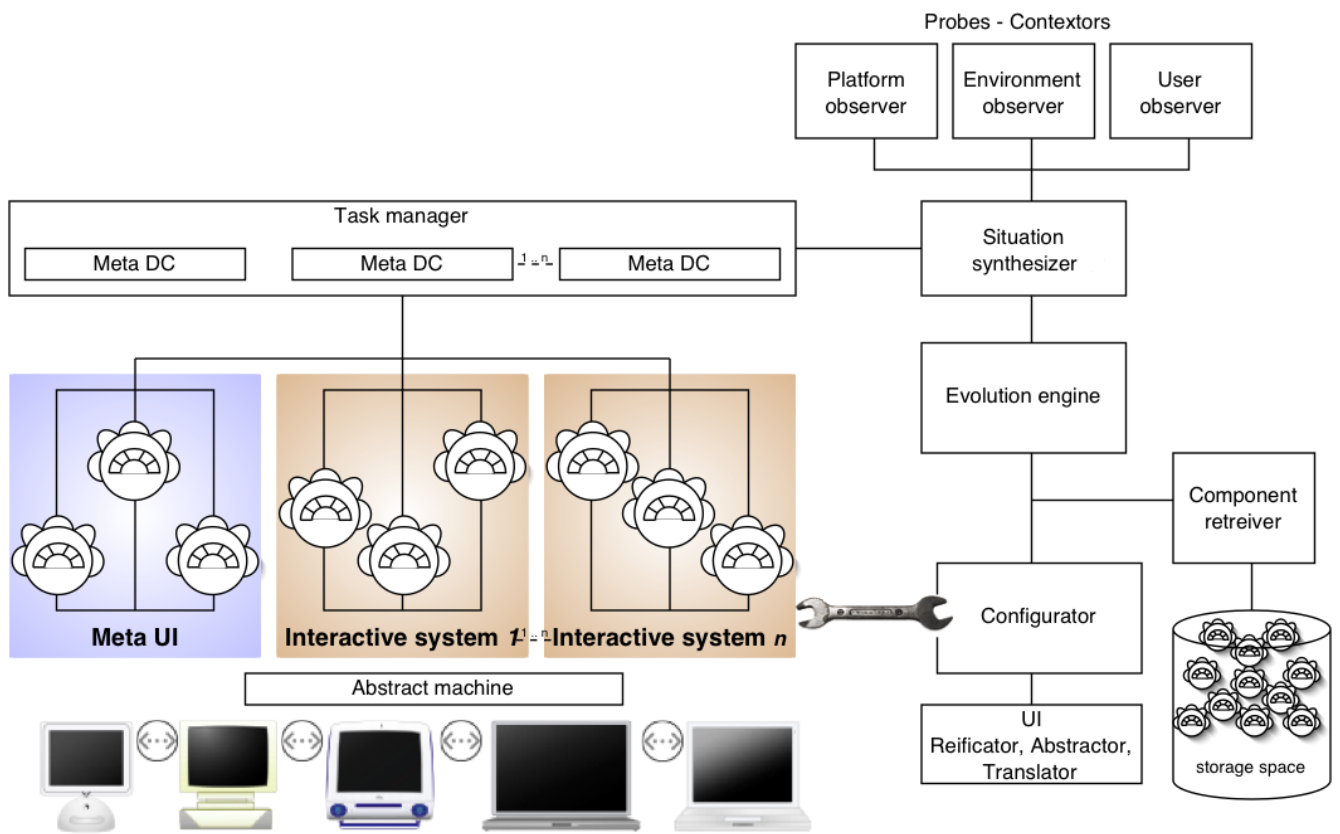 Probes - Contextors
Platform
observer
Environment
observer
User
observer
Task manager
Meta DC
Meta DC
1 .. n
Meta DC
Situation
synthesizer
Evolution engine
Component
retreiver
Configurator
Meta UI
Interactive system 1
1 .. n
Interactive system n
Abstract machine
UI
Reificator, Abstractor,
Translator
storage space